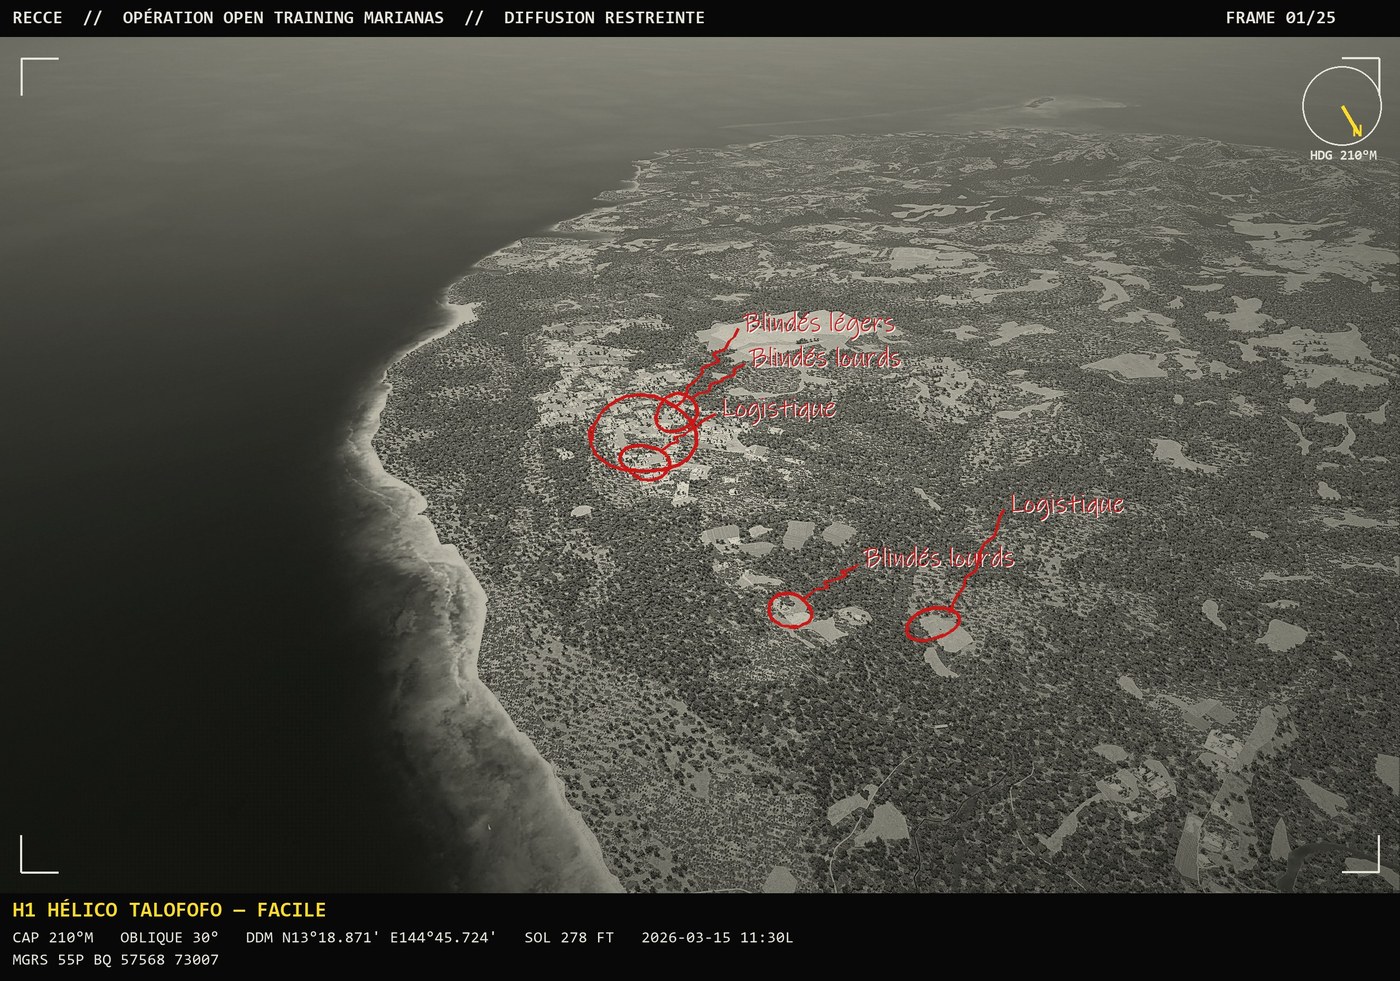 RECCE // OPÉRATION OPEN TRAINING MARIANAS // DIFFUSION RESTREINTE FRAME 01/25
N
HDG 210°M
Blindés légers
Blindés lourds
Logistique
Logistique
Blindés lourds
H1 HÉLICO TALOFOFO — FACILE
CAP 210°M OBLIQUE 30° DDM N13°18.871' E144°45.724' SOL 278 FT 2026-03-15 11:30L
MGRS 55P BQ 57568 73007